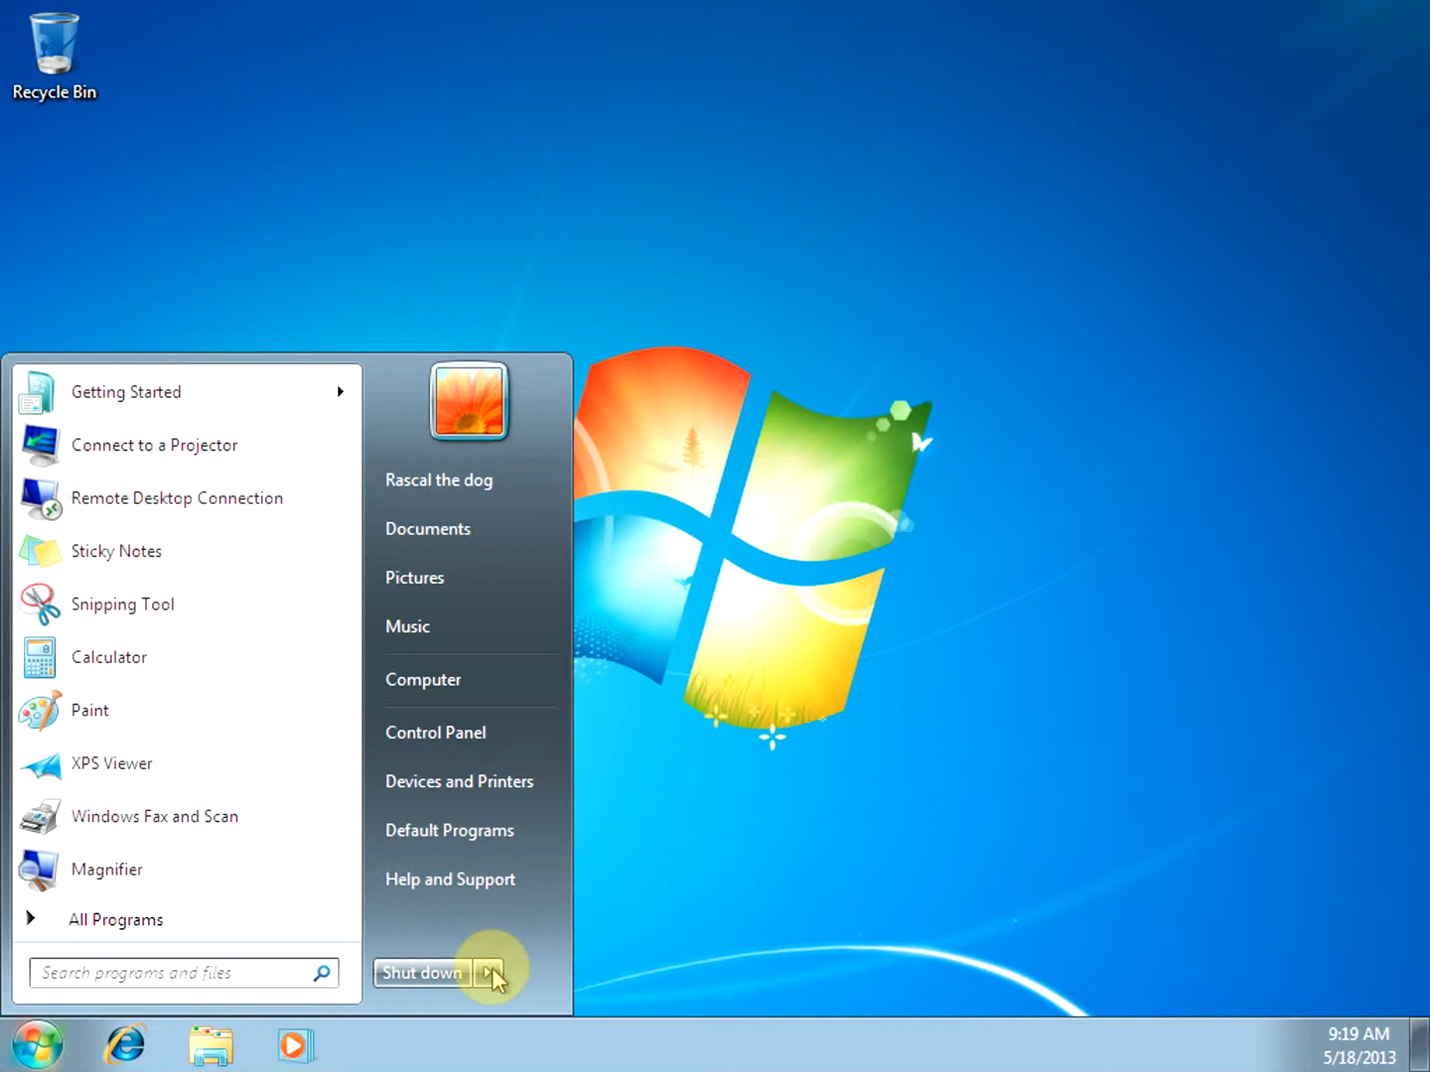 Recycle Bin
Getting Started
Connect to a Projector
Remote Desktop Connection
Sticky Notes
Snipping Tool
Calculator
Paint
XPS Viewer
Windows Fax and Scan
Magnifier
All Programs
Search programs and files
Rascal the dog
Documents
Pictures
Music
Computer
Control Panel
Devices and Printers
Default Programs
Help and Support
Shut down
9:19 AM
5/18/2013